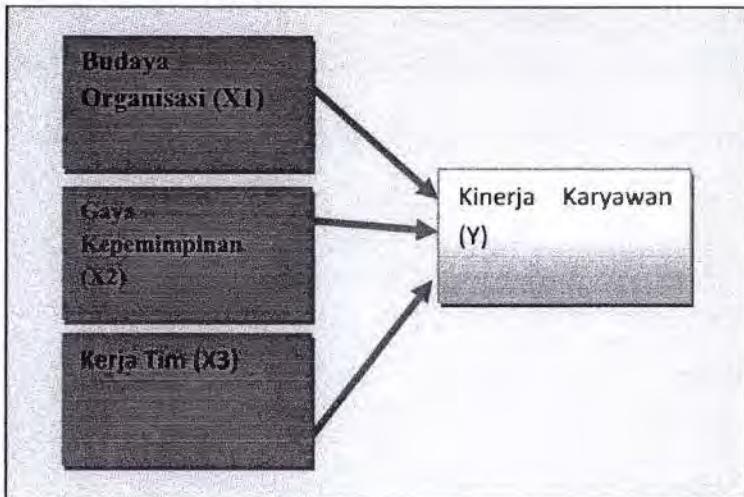 Budaya
Organisasi (X1)
Gaya
Kepemimpinan
(X2)
Kerja Tim (X3)
Kinerja Karyawan
(Y)